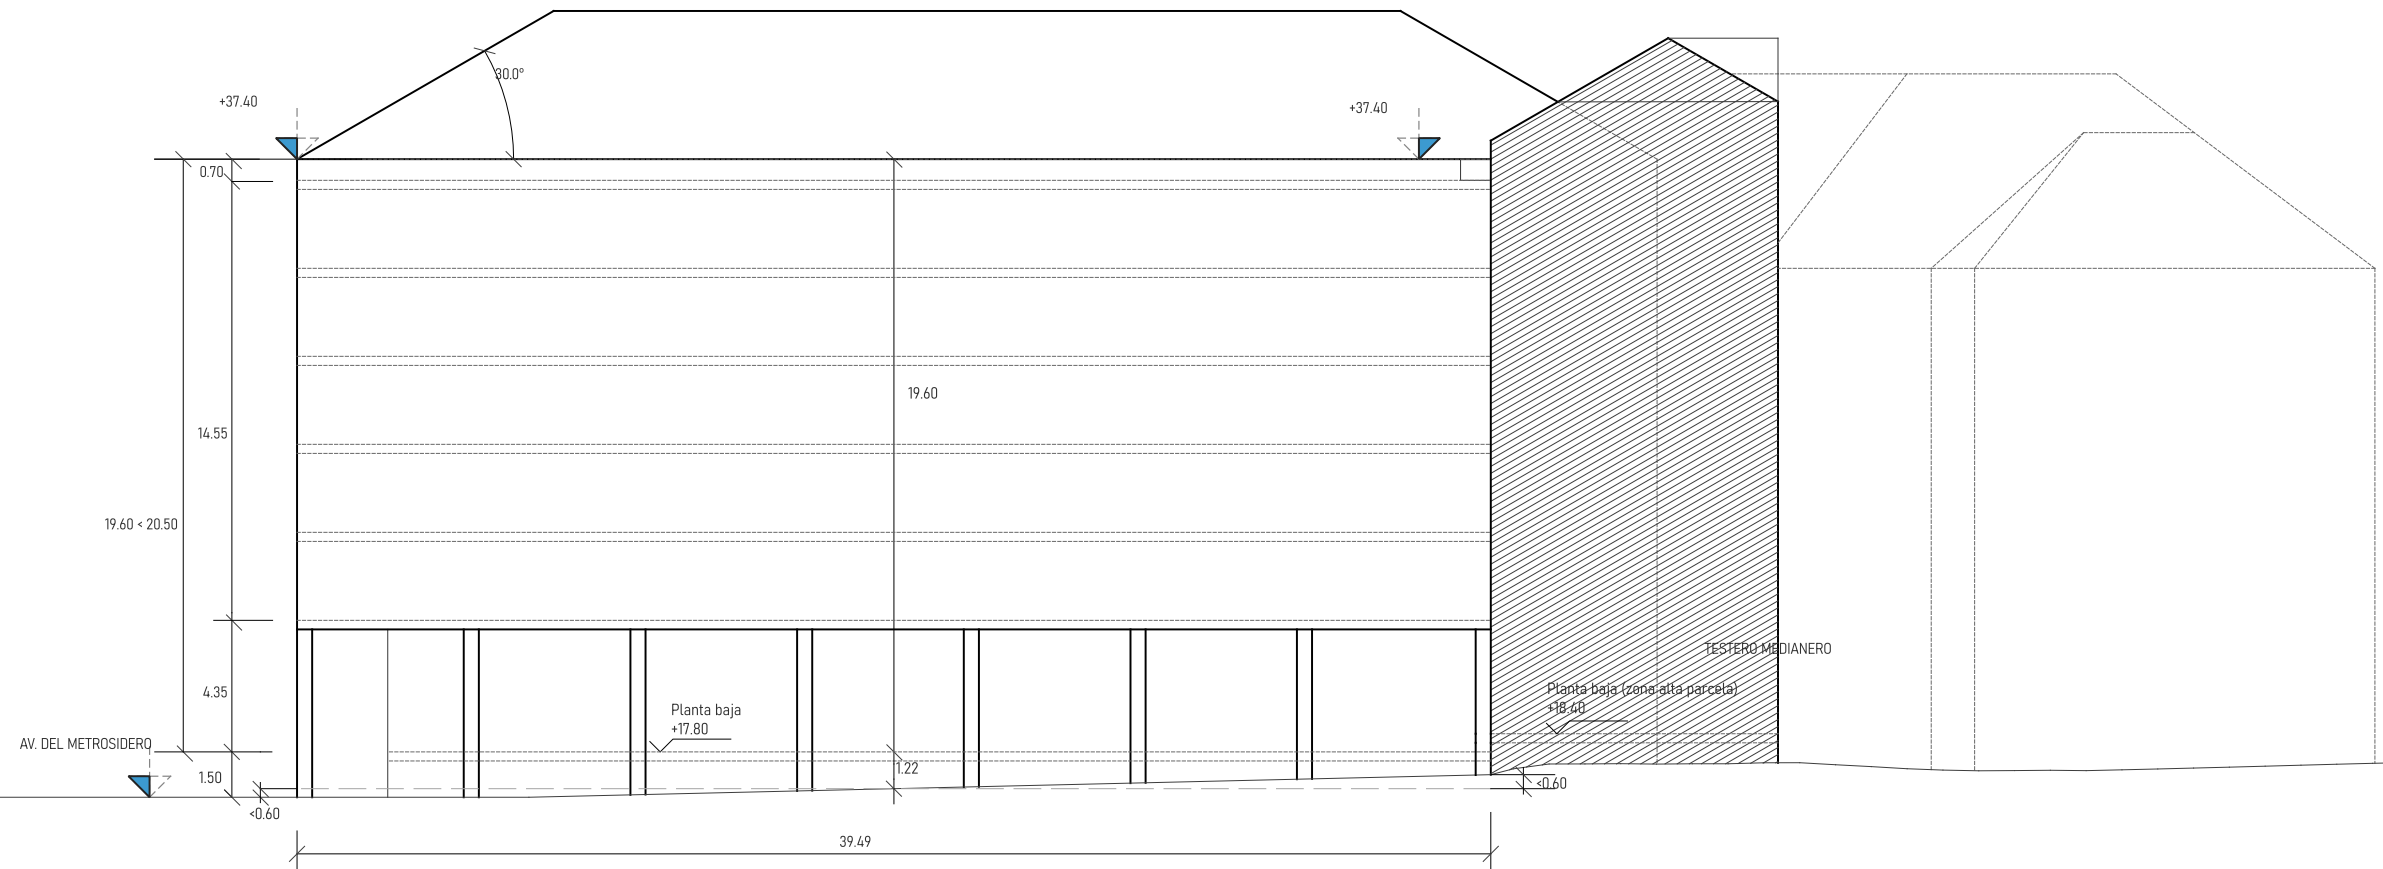 30.0°
+37.40
+37.40
0.70
19.60
14.55
19.60 < 20.50
TESTERO MEDIANERO
4.35
Planta baja (zona alta parcela)
+18.40
Planta baja
+17.80
AV. DEL METROSIDERO
1.22
1.50
<0.60
<0.60
39.49